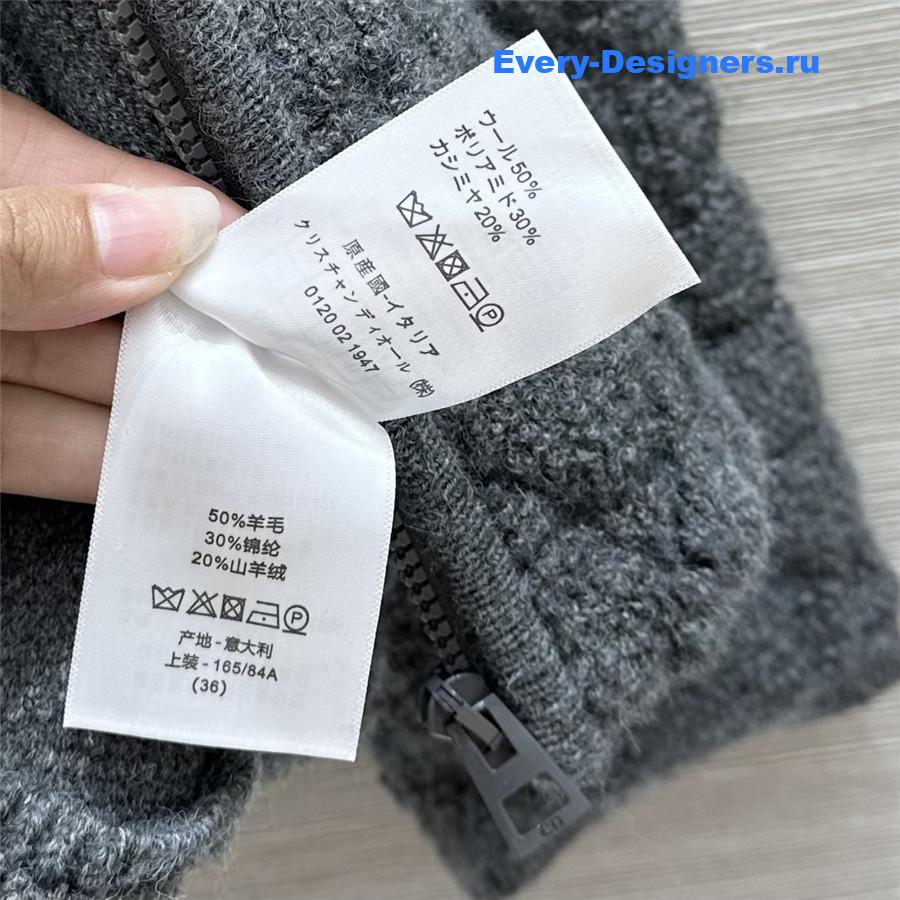 Every-Designers.ru
ウール50%
ポリアミド30%
カシミヤ20%
原産國-イタリア
クリスチャン ディオール ㈱
0120 02 1947
50%羊毛
30%锦纶
20%山羊绒
P
产地-意大利
上装-165/84A
(36)
CD